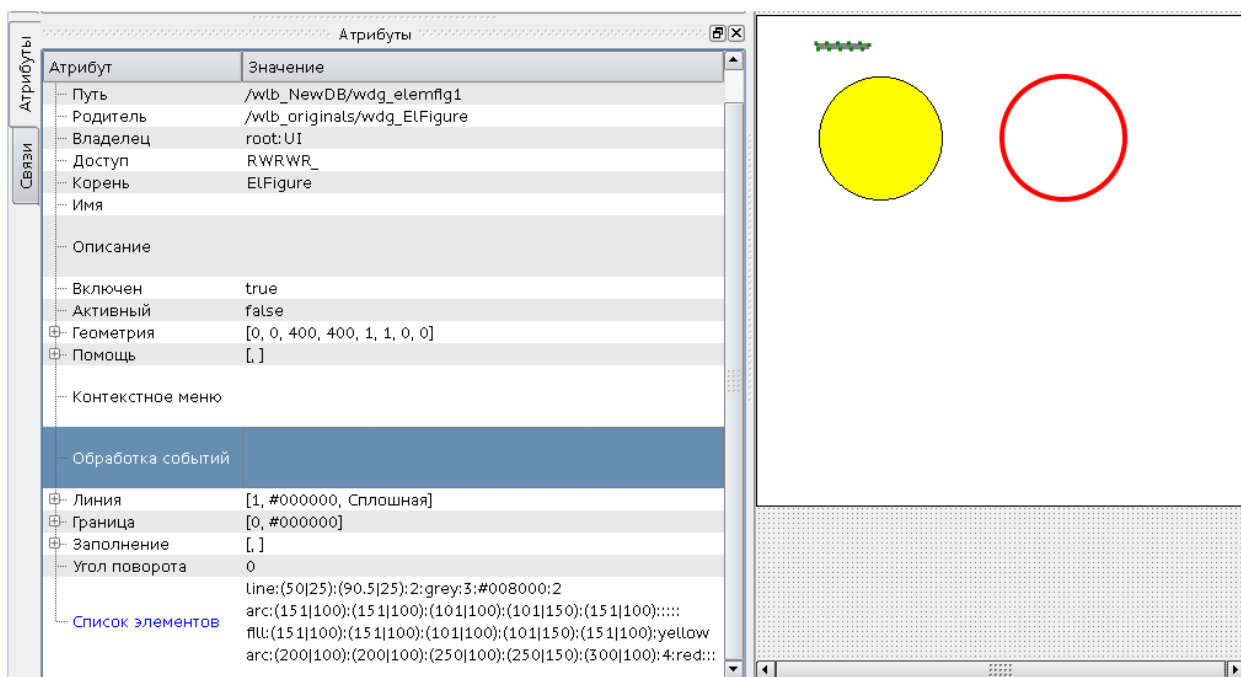 Атрибуты
Атрибуты
Связи
Атрибут Значение
Путь /wlb_NewDB/wdg_elemfig1
Родитель /wlb_originals/wdg_ElFigure
Владелец root:UI
Доступ RWRWR_
Корень ElFigure
Имя
Описание
Включен true
Активный false
Геометрия [0, 0, 400, 400, 1, 1, 0, 0]
Помощь [, ]
Контекстное меню
Обработка событий
Линия [1, #000000, Сплошная]
Граница [0, #000000]
Заполнение [, ]
Угол поворота 0
Список элементов
line:(50|25):(90.5|25):2:grey:3:#008000:2
arc:(151|100):(151|100):(101|100):(101|150):(151|100):::::
fill:(151|100):(151|100):(101|100):(101|150):(151|100):yellow
arc:(200|100):(200|100):(250|100):(250|150):(300|100):4:red:::